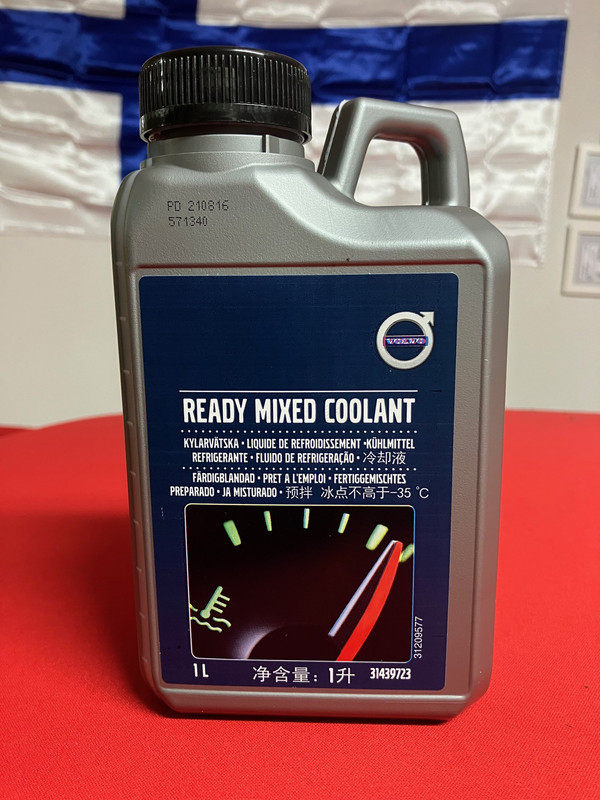 PD 210816
571340
VOLVO
READY MIXED COOLANT
KYLARVÄTSKA • LIQUIDE DE REFROIDISSEMENT • KÜHLMITTEL
REFRIGERANTE • FLUIDO DE REFRIGERAÇÃO • 冷却液
FÄRDIGBLANDAD • PRET A L'EMPLOI • FERTIGGEMISCHTES
PREPARADO • JA MISTURADO • 预拌 冰点不高于-35 °C
31209577
1 L 净含量: 1升 31439723